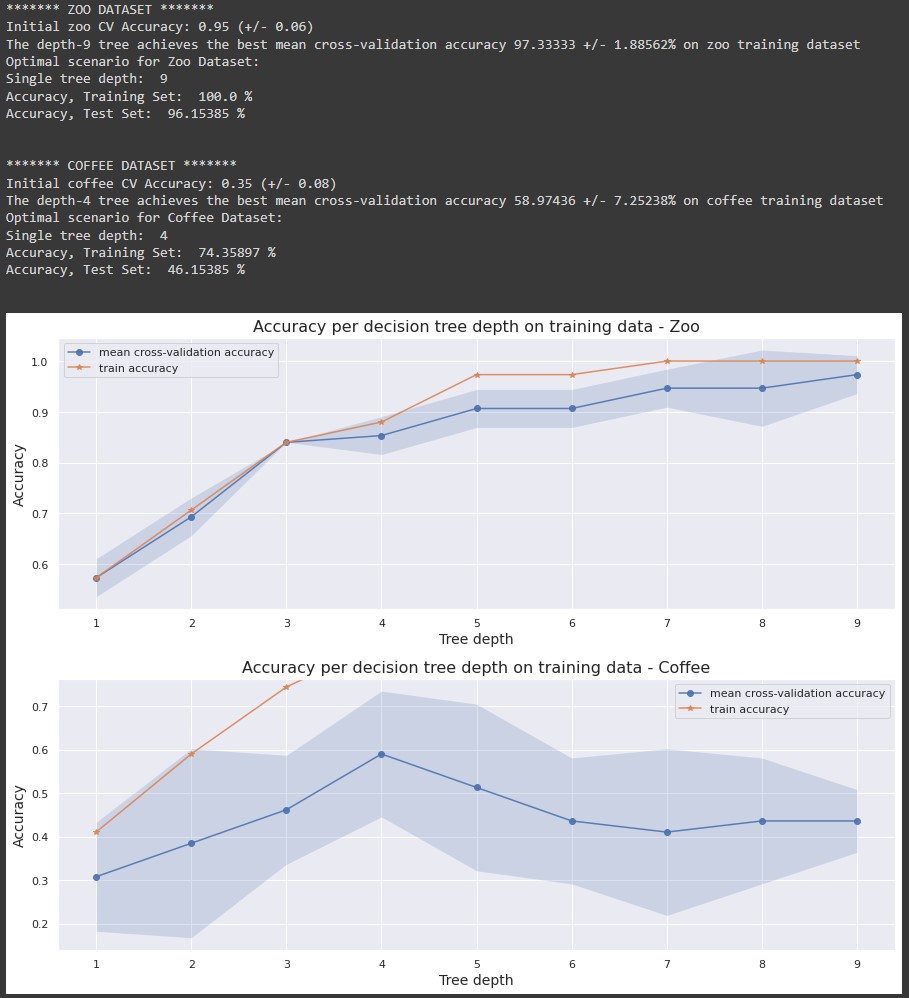 ******* ZOO DATASET *******
Initial zoo CV Accuracy: 0.95 (+/- 0.06)
The depth-9 tree achieves the best mean cross-validation accuracy 97.33333 +/- 1.88562% on zoo training dataset
Optimal scenario for Zoo Dataset:
Single tree depth:  9
Accuracy, Training Set:  100.0 %
Accuracy, Test Set:  96.15385 %
******* COFFEE DATASET *******
Initial coffee CV Accuracy: 0.35 (+/- 0.08)
The depth-4 tree achieves the best mean cross-validation accuracy 58.97436 +/- 7.25238% on coffee training dataset
Optimal scenario for Coffee Dataset:
Single tree depth:  4
Accuracy, Training Set:  74.35897 %
Accuracy, Test Set:  46.15385 %
Accuracy per decision tree depth on training data - Zoo
mean cross-validation accuracy
train accuracy
1.0
0.9
0.8
0.7
0.6
Accuracy
1 2 3 4 5 6 7 8 9
Tree depth
Accuracy per decision tree depth on training data - Coffee
mean cross-validation accuracy
train accuracy
0.7
0.6
0.5
0.4
0.3
0.2
Accuracy
1 2 3 4 5 6 7 8 9
Tree depth